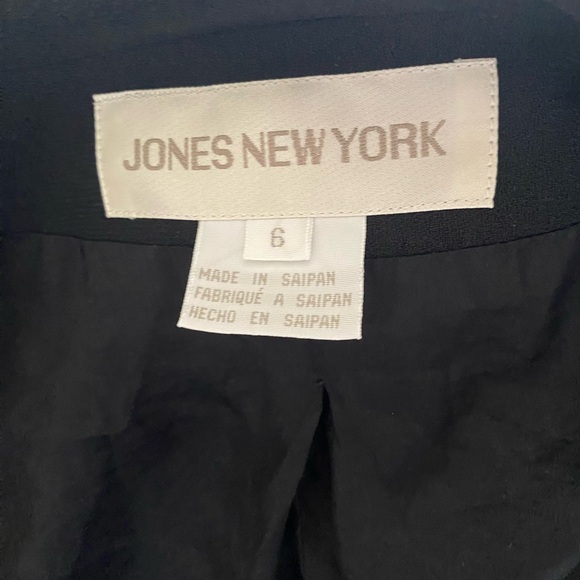 JONES NEW YORK
6
MADE IN SAIPAN
FABRIQUÉ A SAIPAN
HECHO EN SAIPAN